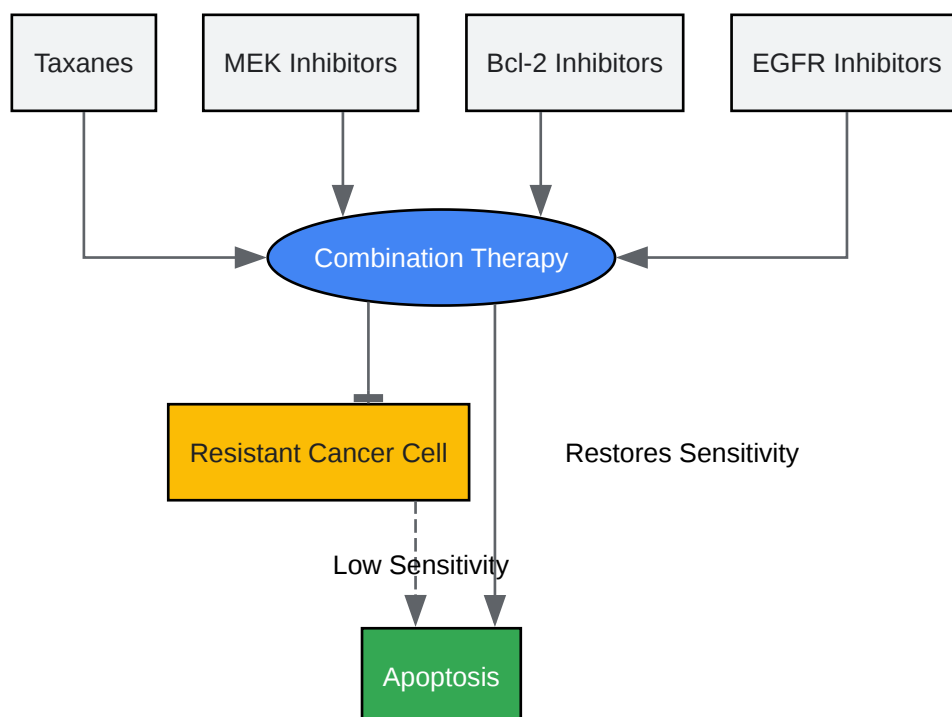 Taxanes
MEK Inhibitors
Bcl-2 Inhibitors
EGFR Inhibitors
Combination Therapy
Resistant Cancer Cell
Restores Sensitivity
Low Sensitivity
Apoptosis